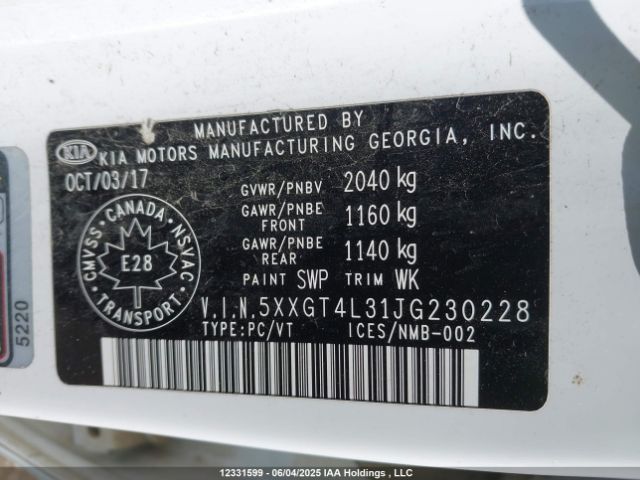 MANUFACTURED BY
KIA KIA MOTORS MANUFACTURING GEORGIA, INC.
OCT/03/17
GVWR/PNBV 2040 kg
GAWR/PNBE FRONT 1160 kg
GAWR/PNBE REAR 1140 kg
PAINT SWP TRIM WK
CANADA
CMVSS · NSVAC
E28
TRANSPORT
V.I.N. 5XXGT4L31JG230228
TYPE:PC/VT ICES/NMB-002
5220
12331599 - 06/04/2025 IAA Holdings , LLC